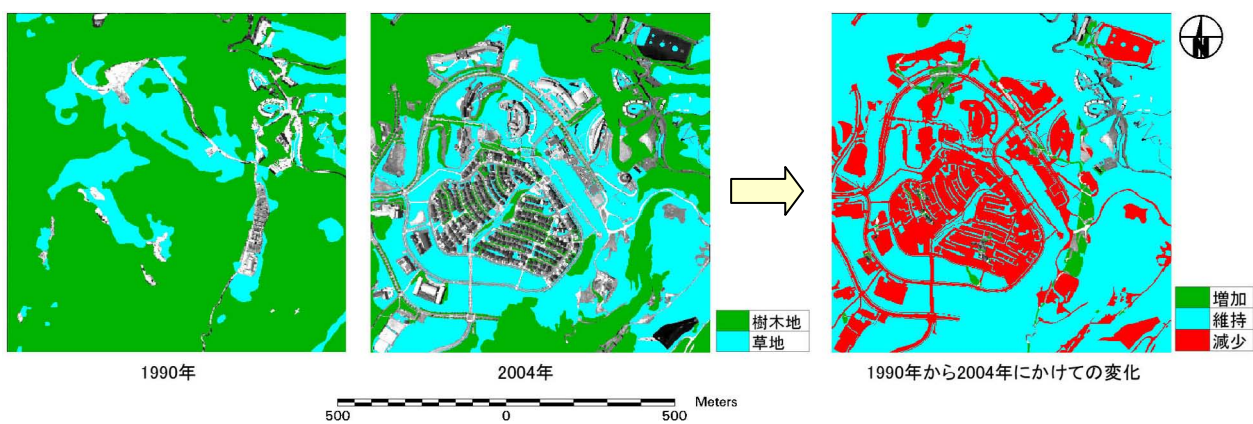 N
樹木地
草地
増加
維持
減少
1990年
2004年
1990年から2004年にかけての変化
500 0 500 Meters